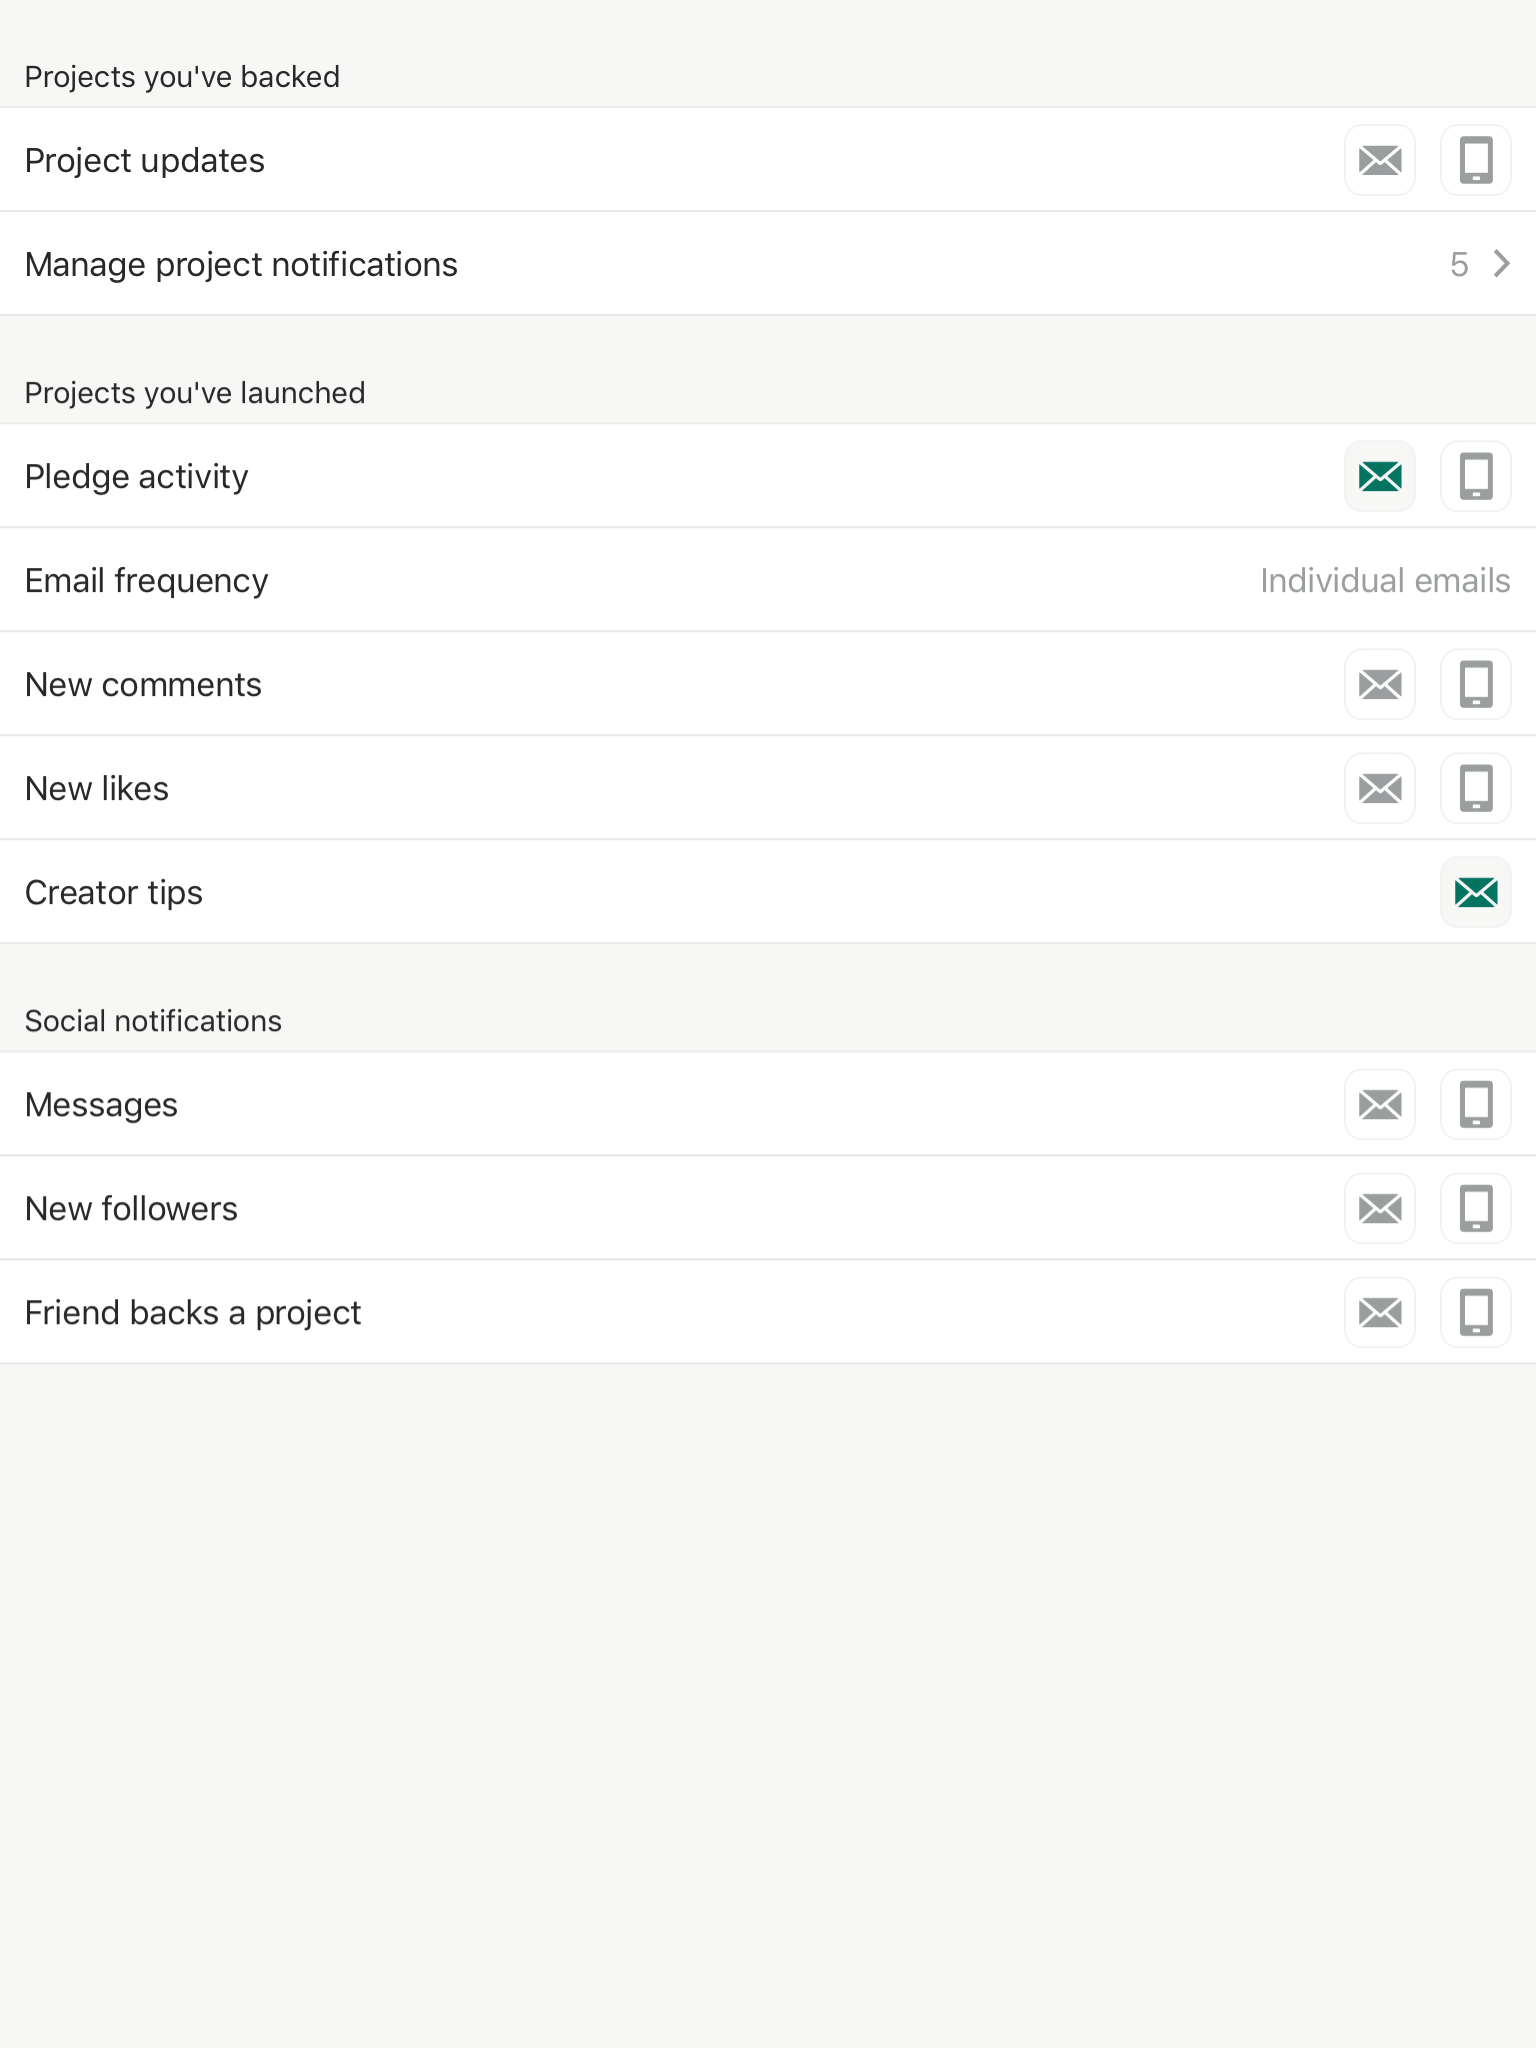 Projects you've backed
Project updates
Manage project notifications 5
Projects you've launched
Pledge activity
Email frequency Individual emails
New comments
New likes
Creator tips
Social notifications
Messages
New followers
Friend backs a project